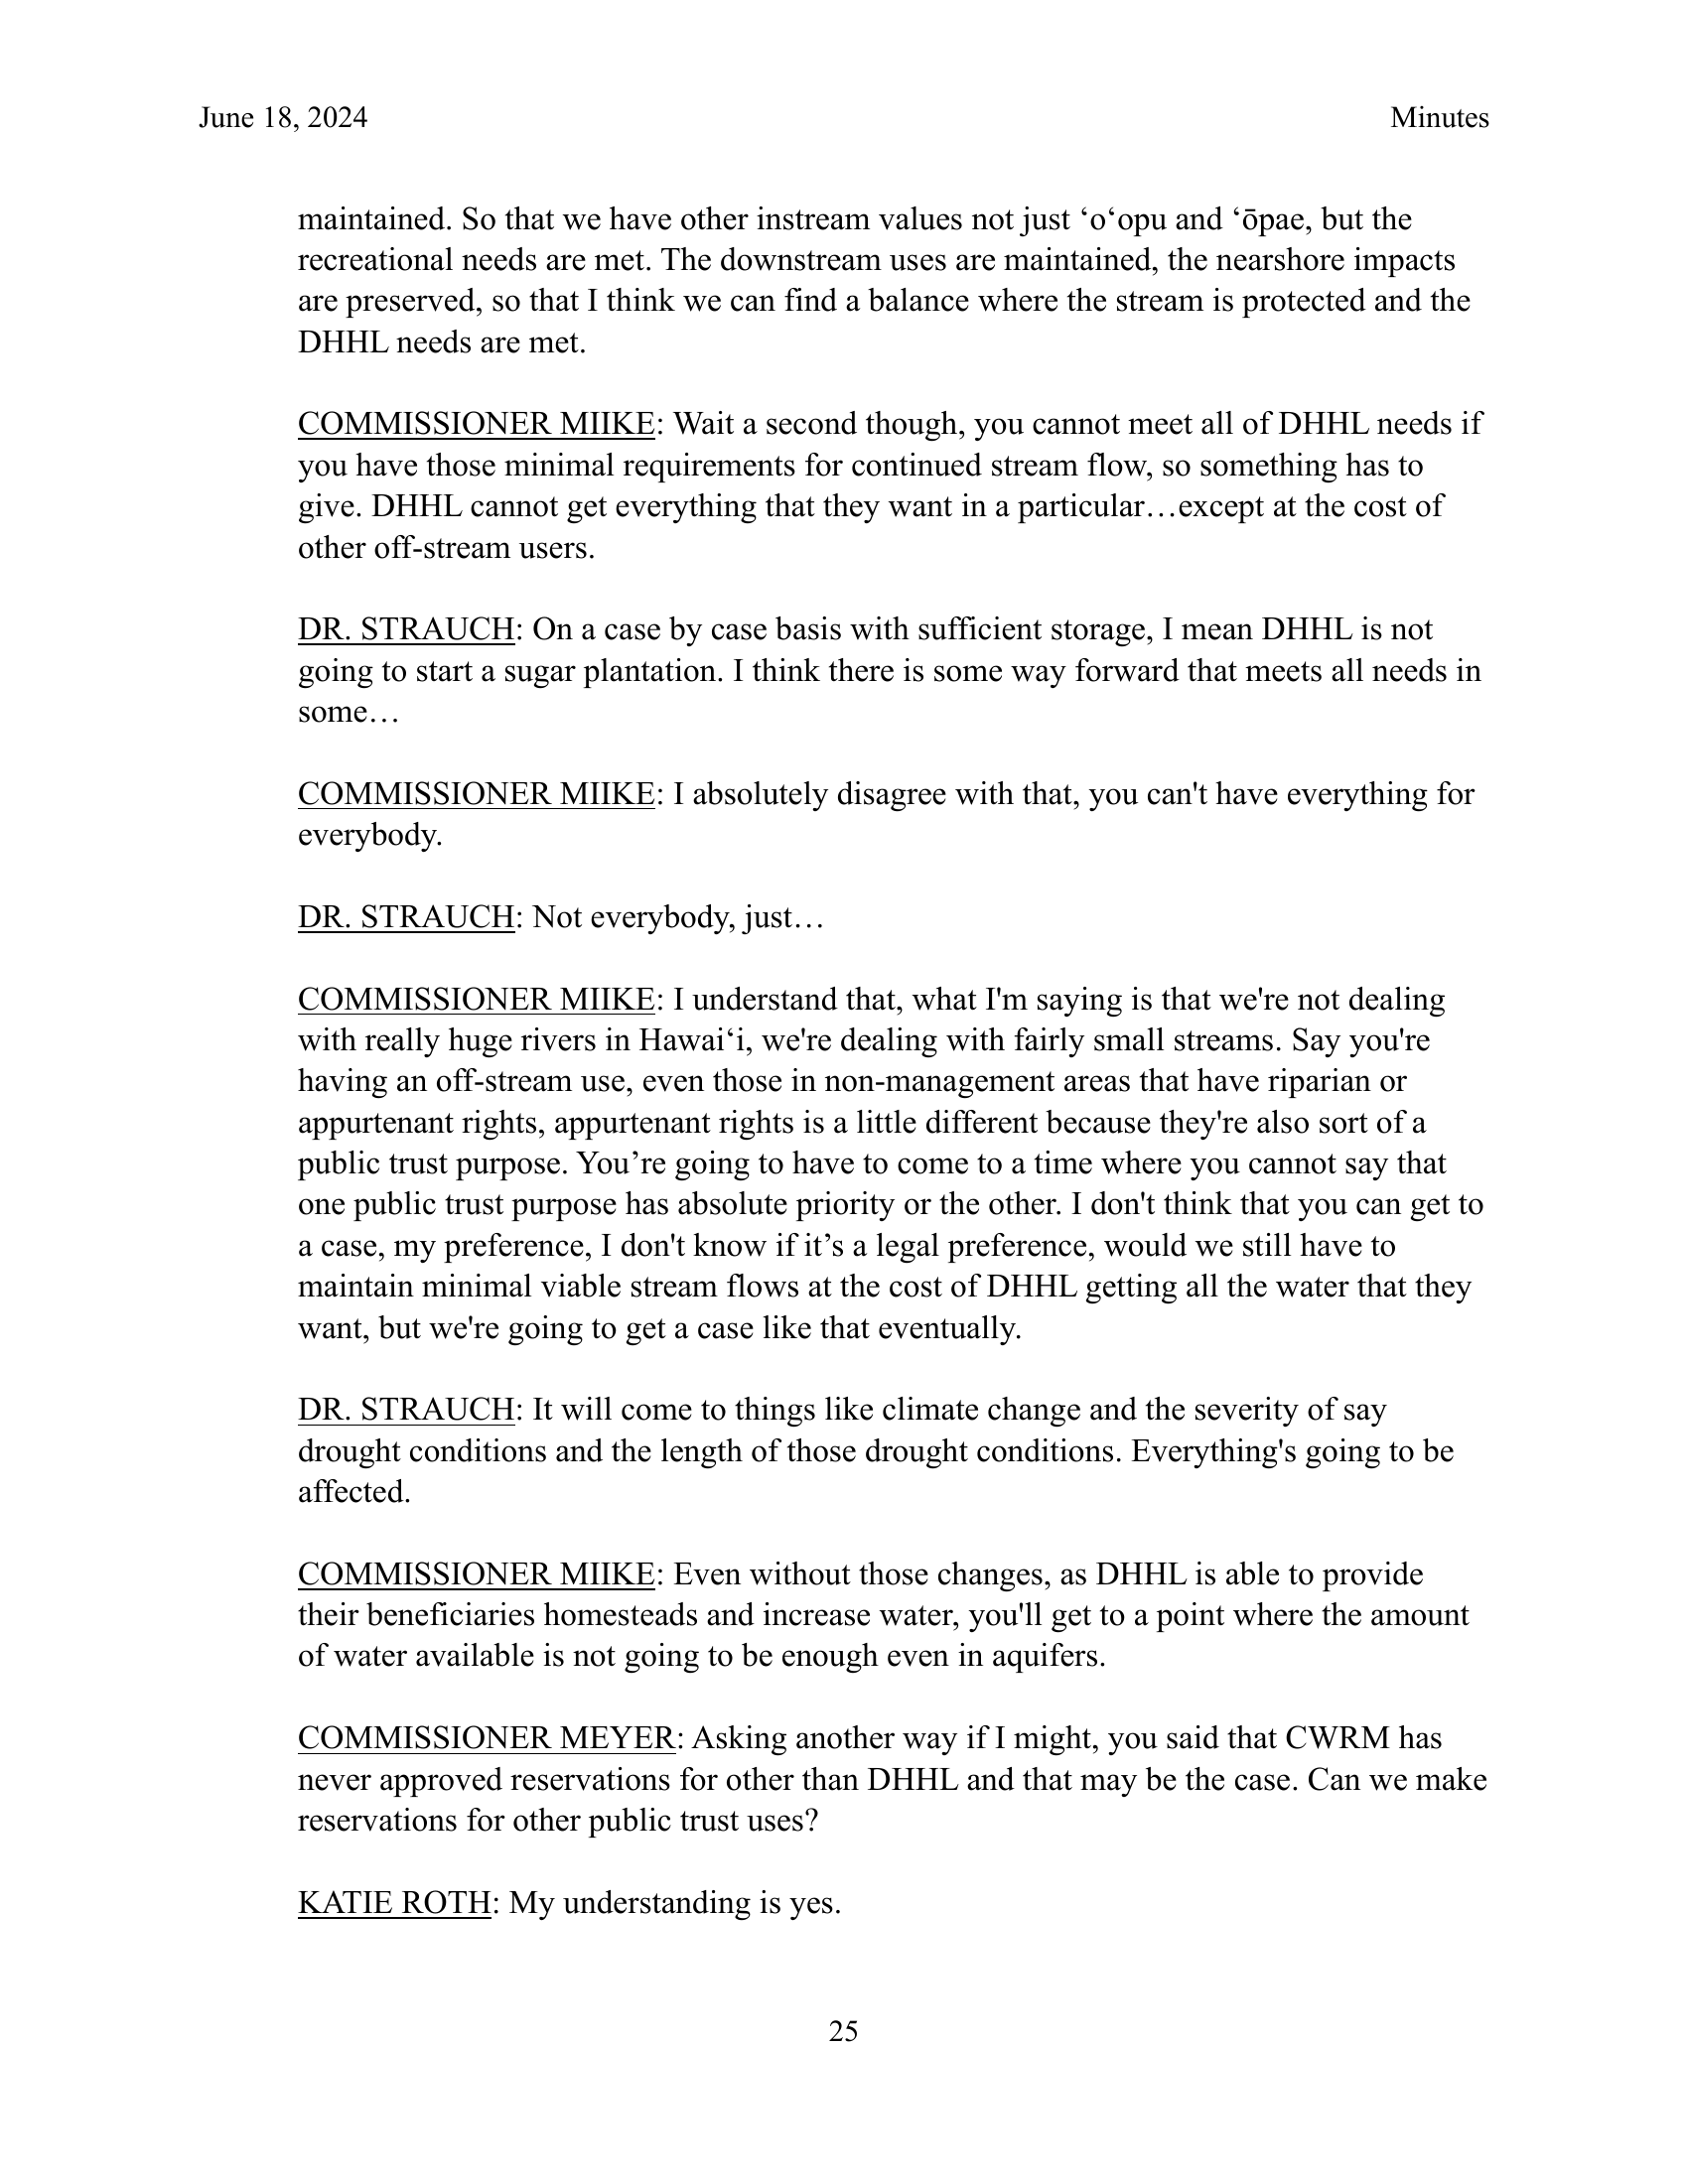 June 18, 2024 Minutes
maintained. So that we have other instream values not just ʻoʻopu and ʻōpae, but the
recreational needs are met. The downstream uses are maintained, the nearshore impacts
are preserved, so that I think we can find a balance where the stream is protected and the
DHHL needs are met.
COMMISSIONER MIIKE: Wait a second though, you cannot meet all of DHHL needs if
you have those minimal requirements for continued stream flow, so something has to
give. DHHL cannot get everything that they want in a particular…except at the cost of
other off-stream users.
DR. STRAUCH: On a case by case basis with sufficient storage, I mean DHHL is not
going to start a sugar plantation. I think there is some way forward that meets all needs in
some…
COMMISSIONER MIIKE: I absolutely disagree with that, you can't have everything for
everybody.
DR. STRAUCH: Not everybody, just…
COMMISSIONER MIIKE: I understand that, what I'm saying is that we're not dealing
with really huge rivers in Hawaiʻi, we're dealing with fairly small streams. Say you're
having an off-stream use, even those in non-management areas that have riparian or
appurtenant rights, appurtenant rights is a little different because they're also sort of a
public trust purpose. You’re going to have to come to a time where you cannot say that
one public trust purpose has absolute priority or the other. I don't think that you can get to
a case, my preference, I don't know if it’s a legal preference, would we still have to
maintain minimal viable stream flows at the cost of DHHL getting all the water that they
want, but we're going to get a case like that eventually.
DR. STRAUCH: It will come to things like climate change and the severity of say
drought conditions and the length of those drought conditions. Everything's going to be
affected.
COMMISSIONER MIIKE: Even without those changes, as DHHL is able to provide
their beneficiaries homesteads and increase water, you'll get to a point where the amount
of water available is not going to be enough even in aquifers.
COMMISSIONER MEYER: Asking another way if I might, you said that CWRM has
never approved reservations for other than DHHL and that may be the case. Can we make
reservations for other public trust uses?
KATIE ROTH: My understanding is yes.
25